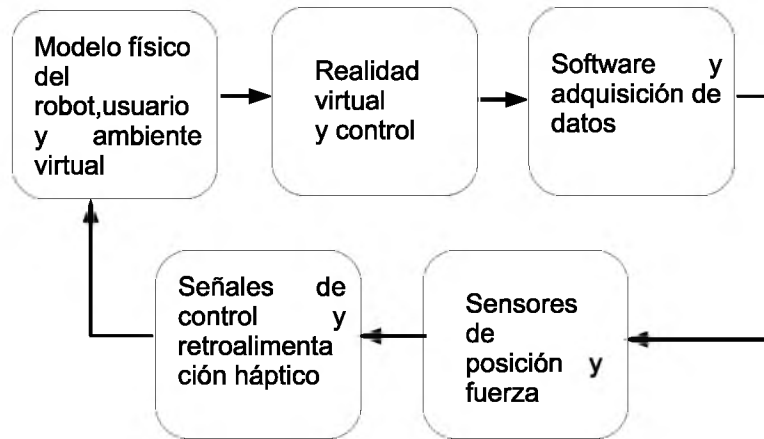 Modelo físico
del
robot,usuario
y ambiente
virtual
Realidad
virtual
y control
Software y
adquisición de
datos
Señales de
control y
retroalimenta
ción háptico
Sensores
de
posición y
fuerza